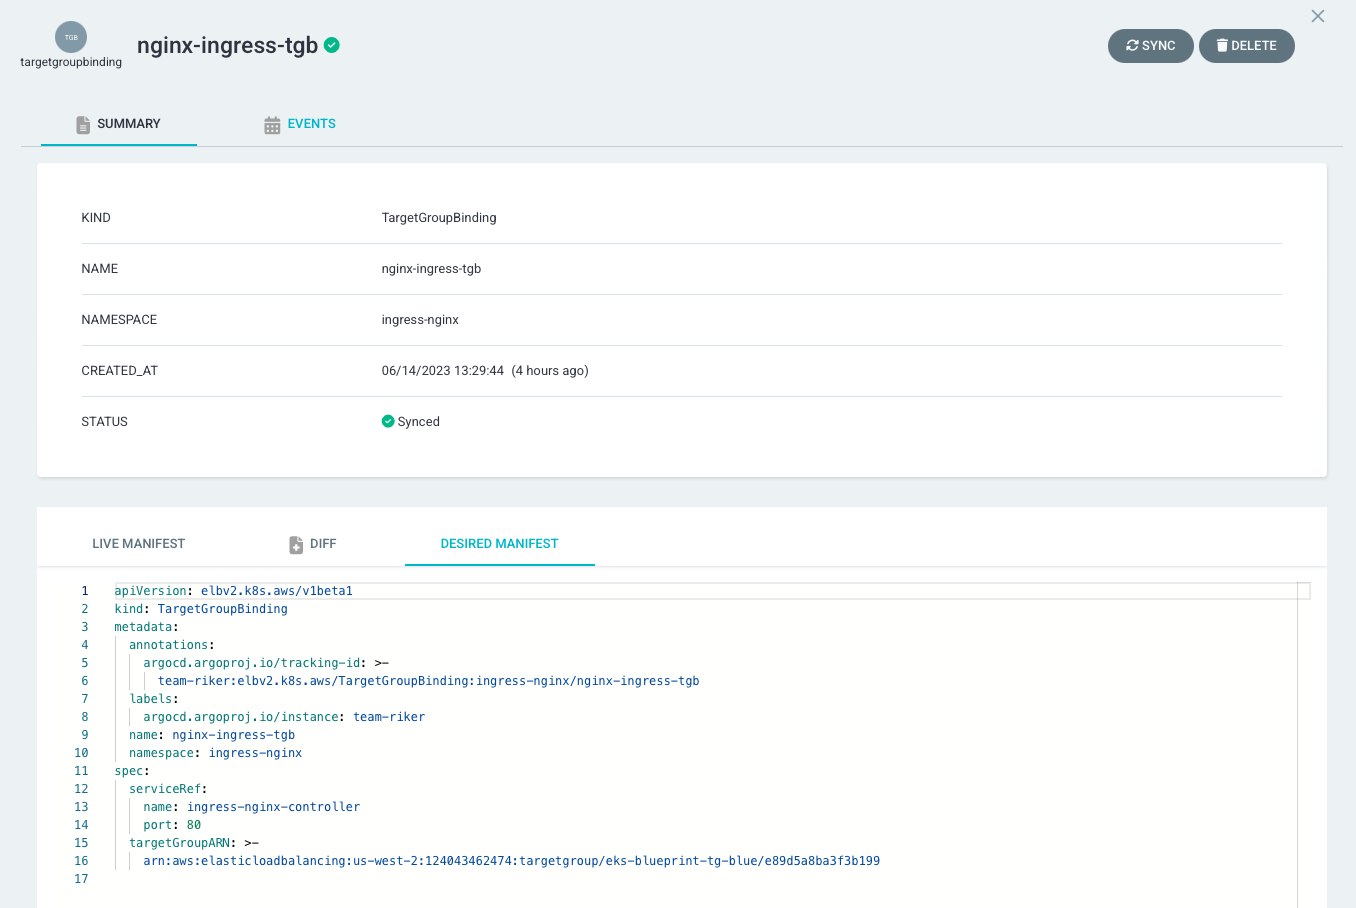 TGB
targetgroupbinding
nginx-ingress-tgb
SYNC
DELETE
SUMMARY
EVENTS
KIND TargetGroupBinding
NAME nginx-ingress-tgb
NAMESPACE ingress-nginx
CREATED_AT 06/14/2023 13:29:44 (4 hours ago)
STATUS Synced
LIVE MANIFEST
DIFF
DESIRED MANIFEST
1 apiVersion: elbv2.k8s.aws/v1beta1
2 kind: TargetGroupBinding
3 metadata:
4 annotations:
5 argocd.argoproj.io/tracking-id: >-
6 team-riker:elbv2.k8s.aws/TargetGroupBinding:ingress-nginx/nginx-ingress-tgb
7 labels:
8 argocd.argoproj.io/instance: team-riker
9 name: nginx-ingress-tgb
10 namespace: ingress-nginx
11 spec:
12 serviceRef:
13 name: ingress-nginx-controller
14 port: 80
15 targetGroupARN: >-
16 arn:aws:elasticloadbalancing:us-west-2:124043462474:targetgroup/eks-blueprint-tg-blue/e89d5a8ba3f3b199
17